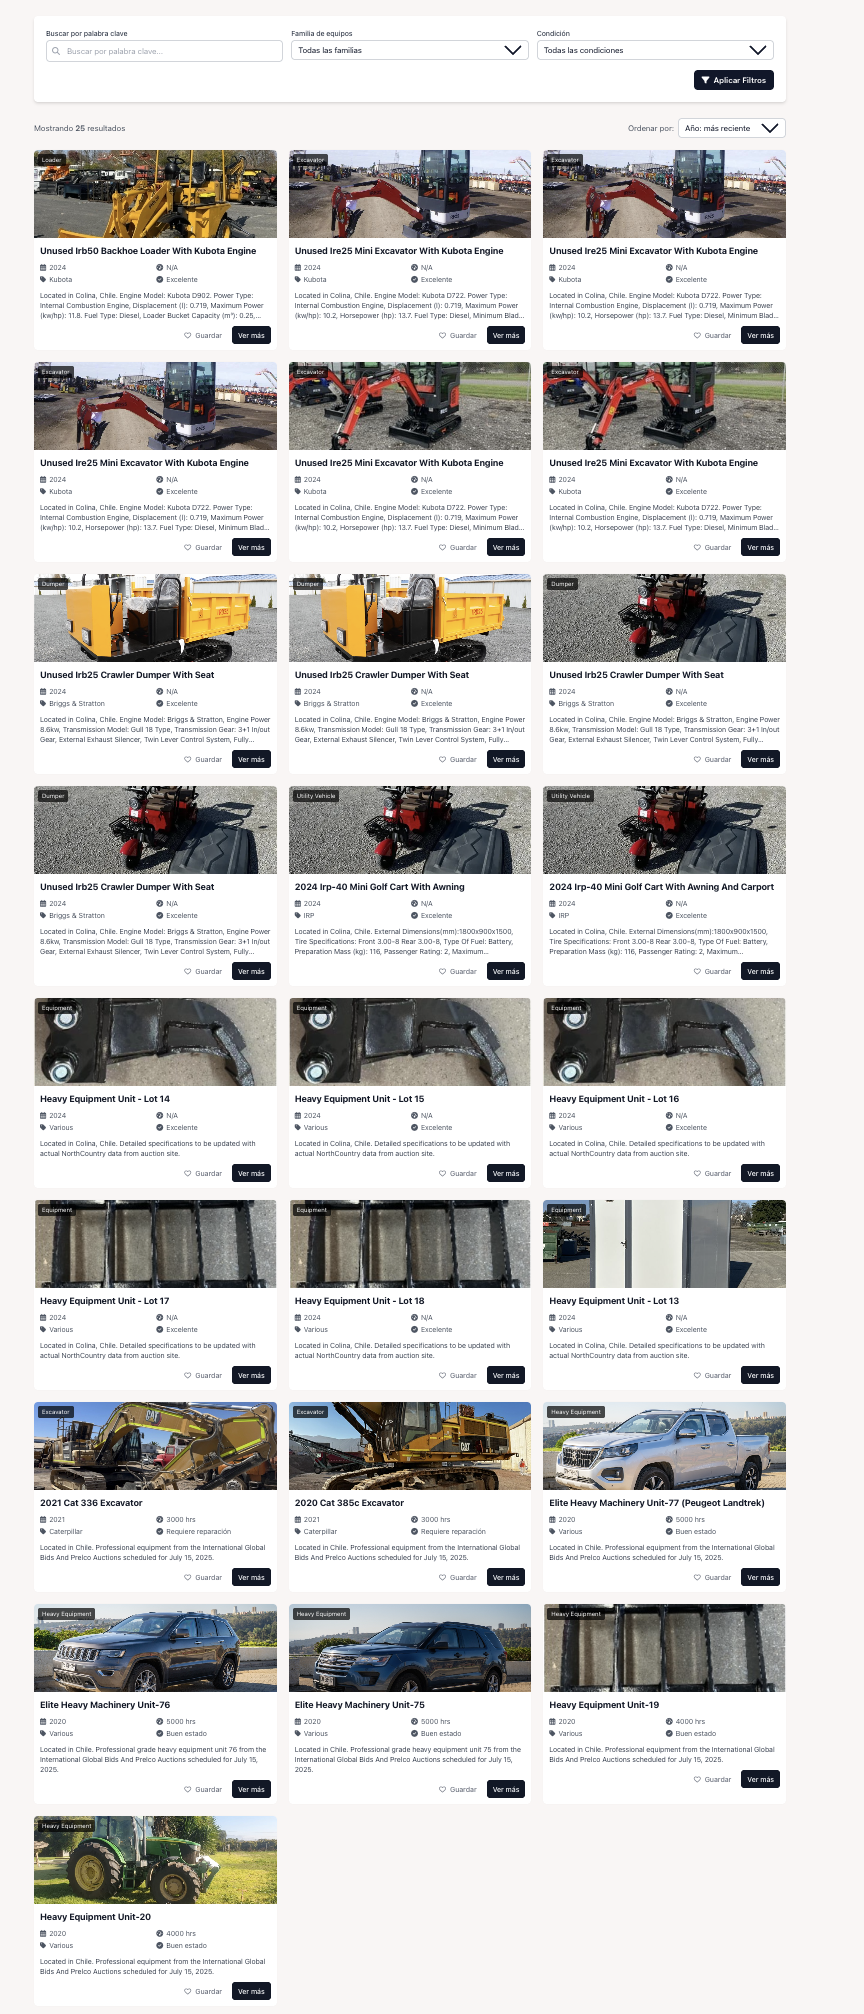 Buscar por palabra clave
Familia de equipos
Condición
Buscar por palabra clave...
Todas las familias
Todas las condiciones
Aplicar Filtros
Mostrando 25 resultados
Ordenar por:
Año: más reciente
Loader
Unused Irb50 Backhoe Loader With Kubota Engine
2024
N/A
Kubota
Excelente
Located in Colina, Chile. Engine Model: Kubota D902. Power Type:
Internal Combustion Engine, Displacement (l): 0.719, Maximum Power
(kw/hp): 11.8. Fuel Type: Diesel, Loader Bucket Capacity (m³): 0.25,...
Guardar
Ver más
Excavator
Unused Ire25 Mini Excavator With Kubota Engine
2024
N/A
Kubota
Excelente
Located in Colina, Chile. Engine Model: Kubota D722. Power Type:
Internal Combustion Engine, Displacement (l): 0.719, Maximum Power
(kw/hp): 10.2, Horsepower (hp): 13.7. Fuel Type: Diesel, Minimum Blad...
Guardar
Ver más
Excavator
Unused Ire25 Mini Excavator With Kubota Engine
2024
N/A
Kubota
Excelente
Located in Colina, Chile. Engine Model: Kubota D722. Power Type:
Internal Combustion Engine, Displacement (l): 0.719, Maximum Power
(kw/hp): 10.2, Horsepower (hp): 13.7. Fuel Type: Diesel, Minimum Blad...
Guardar
Ver más
Excavator
Unused Ire25 Mini Excavator With Kubota Engine
2024
N/A
Kubota
Excelente
Located in Colina, Chile. Engine Model: Kubota D722. Power Type:
Internal Combustion Engine, Displacement (l): 0.719, Maximum Power
(kw/hp): 10.2, Horsepower (hp): 13.7. Fuel Type: Diesel, Minimum Blad...
Guardar
Ver más
Excavator
Unused Ire25 Mini Excavator With Kubota Engine
2024
N/A
Kubota
Excelente
Located in Colina, Chile. Engine Model: Kubota D722. Power Type:
Internal Combustion Engine, Displacement (l): 0.719, Maximum Power
(kw/hp): 10.2, Horsepower (hp): 13.7. Fuel Type: Diesel, Minimum Blad...
Guardar
Ver más
Excavator
Unused Ire25 Mini Excavator With Kubota Engine
2024
N/A
Kubota
Excelente
Located in Colina, Chile. Engine Model: Kubota D722. Power Type:
Internal Combustion Engine, Displacement (l): 0.719, Maximum Power
(kw/hp): 10.2, Horsepower (hp): 13.7. Fuel Type: Diesel, Minimum Blad...
Guardar
Ver más
Dumper
Unused Irb25 Crawler Dumper With Seat
2024
N/A
Briggs & Stratton
Excelente
Located in Colina, Chile. Engine Model: Briggs & Stratton, Engine Power
8.6kw, Transmission Model: Gull 18 Type, Transmission Gear: 3+1 In/out
Gear, External Exhaust Silencer, Twin Lever Control System, Fully...
Guardar
Ver más
Dumper
Unused Irb25 Crawler Dumper With Seat
2024
N/A
Briggs & Stratton
Excelente
Located in Colina, Chile. Engine Model: Briggs & Stratton, Engine Power
8.6kw, Transmission Model: Gull 18 Type, Transmission Gear: 3+1 In/out
Gear, External Exhaust Silencer, Twin Lever Control System, Fully...
Guardar
Ver más
Dumper
Unused Irb25 Crawler Dumper With Seat
2024
N/A
Briggs & Stratton
Excelente
Located in Colina, Chile. Engine Model: Briggs & Stratton, Engine Power
8.6kw, Transmission Model: Gull 18 Type, Transmission Gear: 3+1 In/out
Gear, External Exhaust Silencer, Twin Lever Control System, Fully...
Guardar
Ver más
Dumper
Unused Irb25 Crawler Dumper With Seat
2024
N/A
Briggs & Stratton
Excelente
Located in Colina, Chile. Engine Model: Briggs & Stratton, Engine Power
8.6kw, Transmission Model: Gull 18 Type, Transmission Gear: 3+1 In/out
Gear, External Exhaust Silencer, Twin Lever Control System, Fully...
Guardar
Ver más
Utility Vehicle
2024 Irp-40 Mini Golf Cart With Awning
2024
N/A
IRP
Excelente
Located in Colina, Chile. External Dimensions(mm):1800x900x1500,
Tire Specifications: Front 3.00-8 Rear 3.00-8, Type Of Fuel: Battery,
Preparation Mass (kg): 116, Passenger Rating: 2, Maximum...
Guardar
Ver más
Utility Vehicle
2024 Irp-40 Mini Golf Cart With Awning And Carport
2024
N/A
IRP
Excelente
Located in Colina, Chile. External Dimensions(mm):1800x900x1500,
Tire Specifications: Front 3.00-8 Rear 3.00-8, Type Of Fuel: Battery,
Preparation Mass (kg): 116, Passenger Rating: 2, Maximum...
Guardar
Ver más
Equipment
Heavy Equipment Unit - Lot 14
2024
N/A
Various
Excelente
Located in Colina, Chile. Detailed specifications to be updated with
actual NorthCountry data from auction site.
Guardar
Ver más
Equipment
Heavy Equipment Unit - Lot 15
2024
N/A
Various
Excelente
Located in Colina, Chile. Detailed specifications to be updated with
actual NorthCountry data from auction site.
Guardar
Ver más
Equipment
Heavy Equipment Unit - Lot 16
2024
N/A
Various
Excelente
Located in Colina, Chile. Detailed specifications to be updated with
actual NorthCountry data from auction site.
Guardar
Ver más
Equipment
Heavy Equipment Unit - Lot 17
2024
N/A
Various
Excelente
Located in Colina, Chile. Detailed specifications to be updated with
actual NorthCountry data from auction site.
Guardar
Ver más
Equipment
Heavy Equipment Unit - Lot 18
2024
N/A
Various
Excelente
Located in Colina, Chile. Detailed specifications to be updated with
actual NorthCountry data from auction site.
Guardar
Ver más
Equipment
Heavy Equipment Unit - Lot 13
2024
N/A
Various
Excelente
Located in Colina, Chile. Detailed specifications to be updated with
actual NorthCountry data from auction site.
Guardar
Ver más
Excavator
CAT
2021 Cat 336 Excavator
2021
3000 hrs
Caterpillar
Requiere reparación
Located in Chile. Professional equipment from the International Global
Bids And Prelco Auctions scheduled for July 15, 2025.
Guardar
Ver más
Excavator
CAT
2020 Cat 385c Excavator
2021
3000 hrs
Caterpillar
Requiere reparación
Located in Chile. Professional equipment from the International Global
Bids And Prelco Auctions scheduled for July 15, 2025.
Guardar
Ver más
Heavy Equipment
Elite Heavy Machinery Unit-77 (Peugeot Landtrek)
2020
5000 hrs
Various
Buen estado
Located in Chile. Professional equipment from the International Global
Bids And Prelco Auctions scheduled for July 15, 2025.
Guardar
Ver más
Heavy Equipment
Elite Heavy Machinery Unit-76
2020
5000 hrs
Various
Buen estado
Located in Chile. Professional grade heavy equipment unit 76 from the
International Global Bids And Prelco Auctions scheduled for July 15,
2025.
Guardar
Ver más
Heavy Equipment
Elite Heavy Machinery Unit-75
2020
5000 hrs
Various
Buen estado
Located in Chile. Professional grade heavy equipment unit 75 from the
International Global Bids And Prelco Auctions scheduled for July 15,
2025.
Guardar
Ver más
Heavy Equipment
Heavy Equipment Unit-19
2020
4000 hrs
Various
Buen estado
Located in Chile. Professional equipment from the International Global
Bids And Prelco Auctions scheduled for July 15, 2025.
Guardar
Ver más
Heavy Equipment
Heavy Equipment Unit-20
2020
4000 hrs
Various
Buen estado
Located in Chile. Professional equipment from the International Global
Bids And Prelco Auctions scheduled for July 15, 2025.
Guardar
Ver más